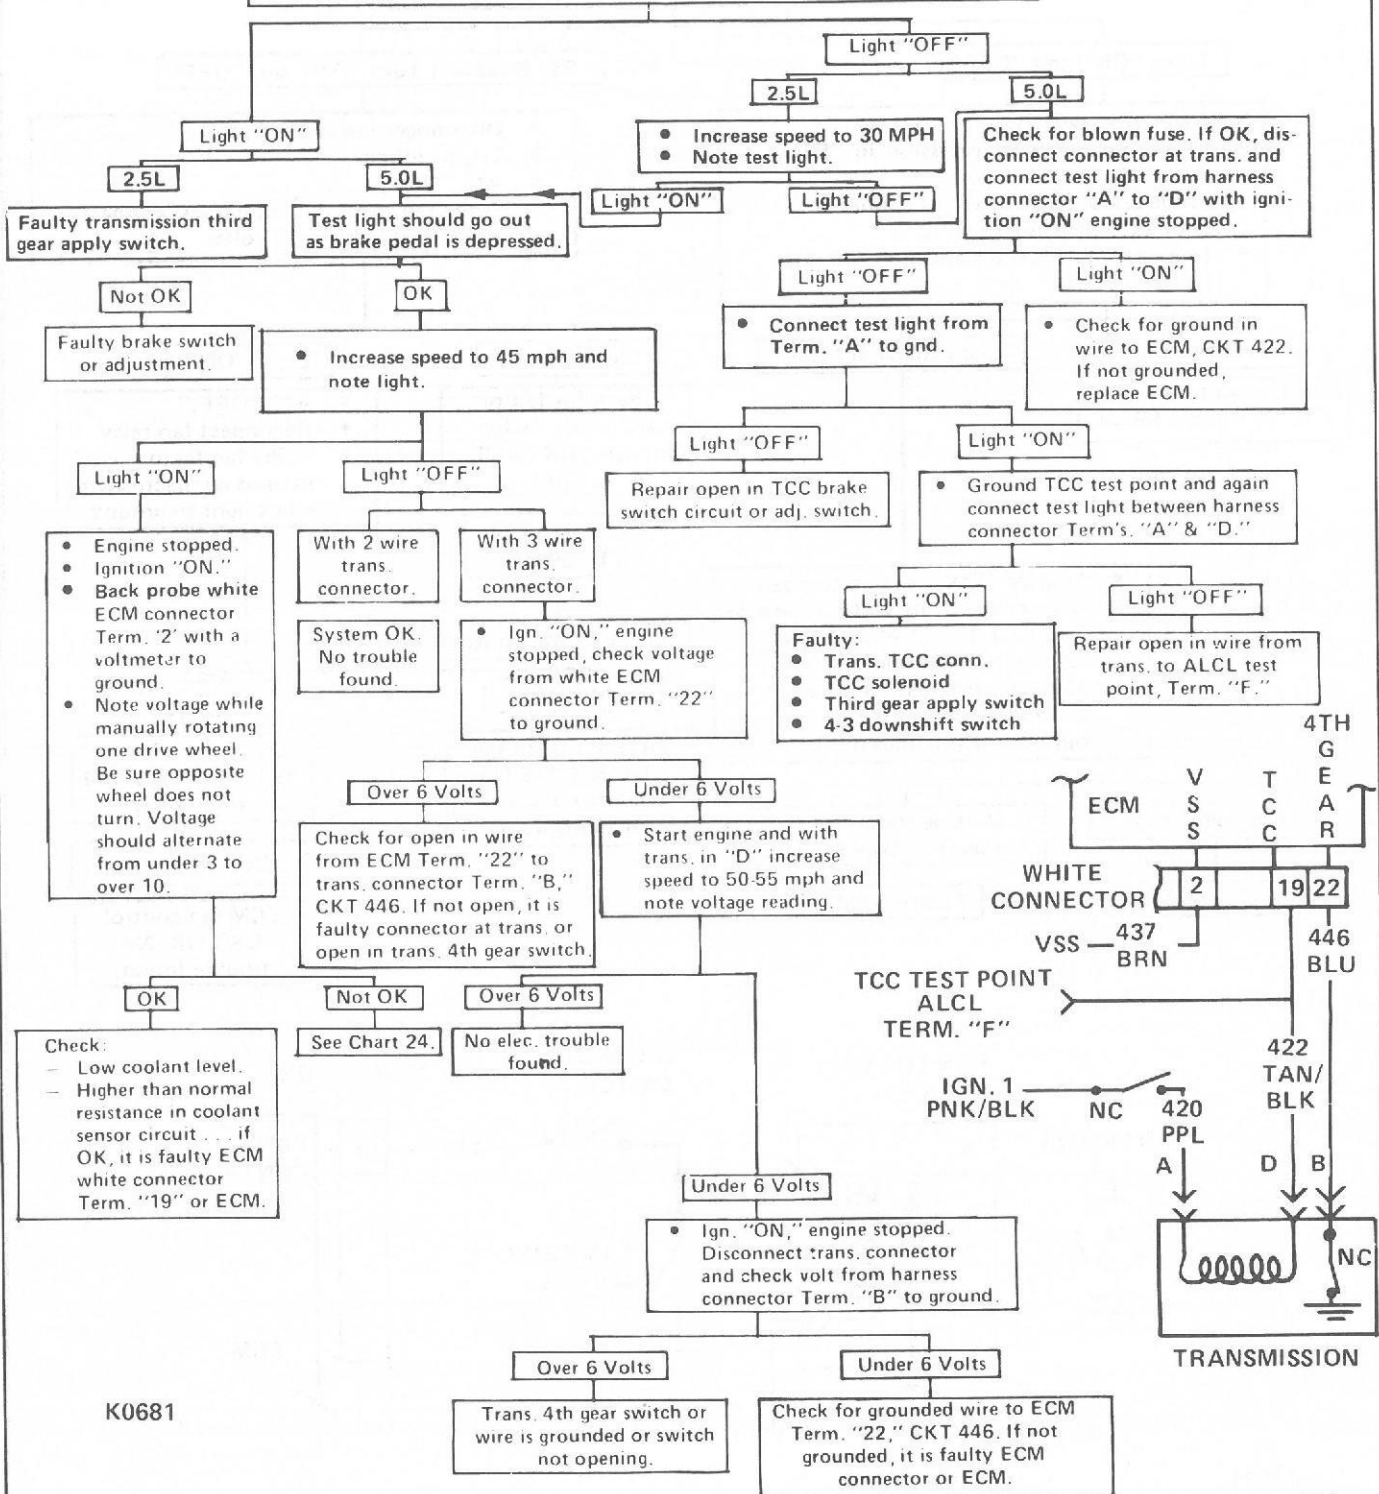 Light "OFF"
2.5L
5.0L
Light "ON"
● Increase speed to 30 MPH
● Note test light.
Check for blown fuse. If OK, dis-
connect connector at trans. and
connect test light from harness
connector "A" to "D" with igni-
tion "ON" engine stopped.
2.5L
5.0L
Light "ON"
Light "OFF"
Faulty transmission third
gear apply switch.
Test light should go out
as brake pedal is depressed.
Light "OFF"
Light "ON"
Not OK
OK
● Connect test light from
Term. "A" to gnd.
● Check for ground in
wire to ECM, CKT 422.
If not grounded,
replace ECM.
Faulty brake switch
or adjustment.
● Increase speed to 45 mph and
note light.
Light "OFF"
Light "ON"
Light "ON"
Light "OFF"
Repair open in TCC brake
switch circuit or adj. switch.
● Ground TCC test point and again
connect test light between harness
connector Term's. "A" & "D."
● Engine stopped.
● Ignition "ON."
● Back probe white
ECM connector
Term. '2' with a
voltmeter to
ground.
● Note voltage while
manually rotating
one drive wheel.
Be sure opposite
wheel does not
turn. Voltage
should alternate
from under 3 to
over 10.
With 2 wire
trans.
connector.
With 3 wire
trans.
connector.
Light "ON"
Light "OFF"
System OK.
No trouble
found.
● Ign. "ON," engine
stopped, check voltage
from white ECM
connector Term. "22"
to ground.
Faulty:
● Trans. TCC conn.
● TCC solenoid
● Third gear apply switch
● 4-3 downshift switch
Repair open in wire from
trans. to ALCL test
point, Term. "F."
Over 6 Volts
Under 6 Volts
Check for open in wire
from ECM Term. "22" to
trans. connector Term. "B,"
CKT 446. If not open, it is
faulty connector at trans. or
open in trans. 4th gear switch.
● Start engine and with
trans. in "D" increase
speed to 50-55 mph and
note voltage reading.
OK
Not OK
Over 6 Volts
Check:
– Low coolant level.
– Higher than normal
resistance in coolant
sensor circuit . . . if
OK, it is faulty ECM
white connector
Term. "19" or ECM.
See Chart 24.
No elec. trouble
found.
Under 6 Volts
● Ign. "ON," engine stopped.
Disconnect trans. connector
and check volt from harness
connector Term. "B" to ground.
Over 6 Volts
Under 6 Volts
Trans. 4th gear switch or
wire is grounded or switch
not opening.
Check for grounded wire to ECM
Term. "22," CKT 446. If not
grounded, it is faulty ECM
connector or ECM.
4TH
GEAR
ECM
VSS
TCC
WHITE
CONNECTOR
2
19
22
VSS
437
BRN
446
BLU
TCC TEST POINT
ALCL
TERM. "F"
422
TAN/
BLK
IGN. 1
PNK/BLK
NC
420
PPL
A
D
B
NC
TRANSMISSION
K0681